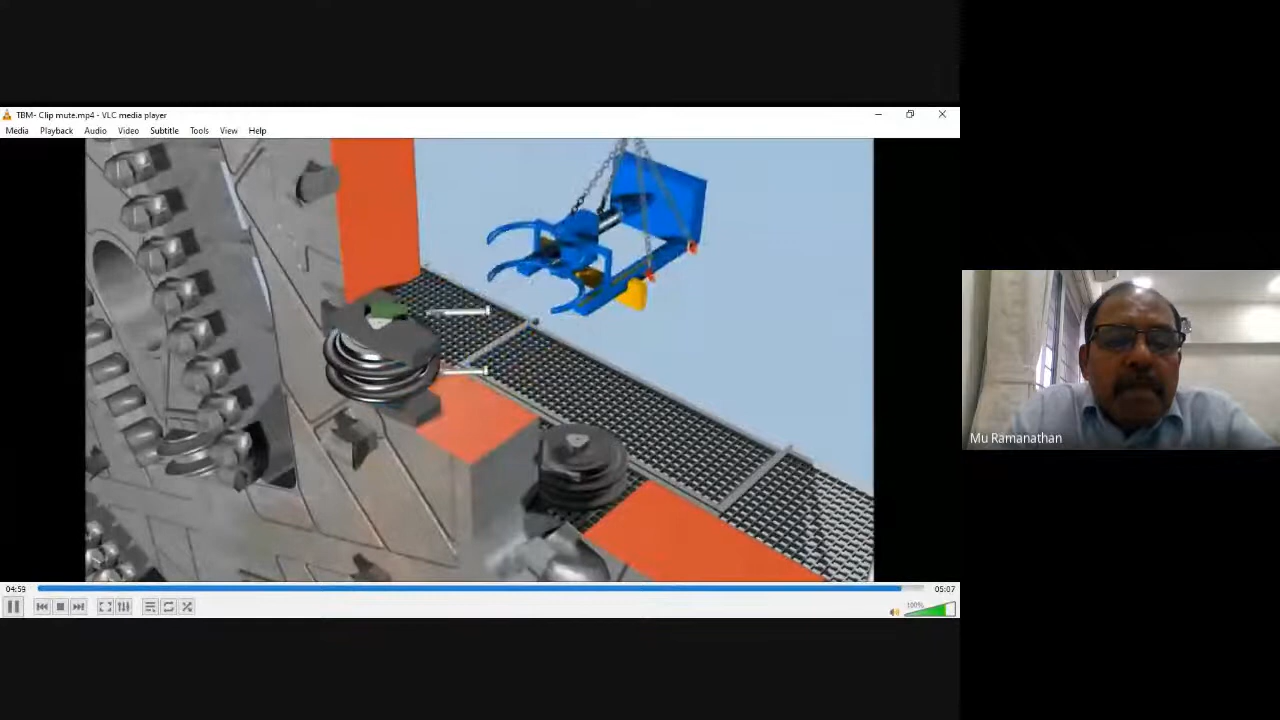 TBM- Clip mute.mp4 - VLC media player
Media Playback Audio Video Subtitle Tools View Help
Mu Ramanathan
04:59 05:07
100%